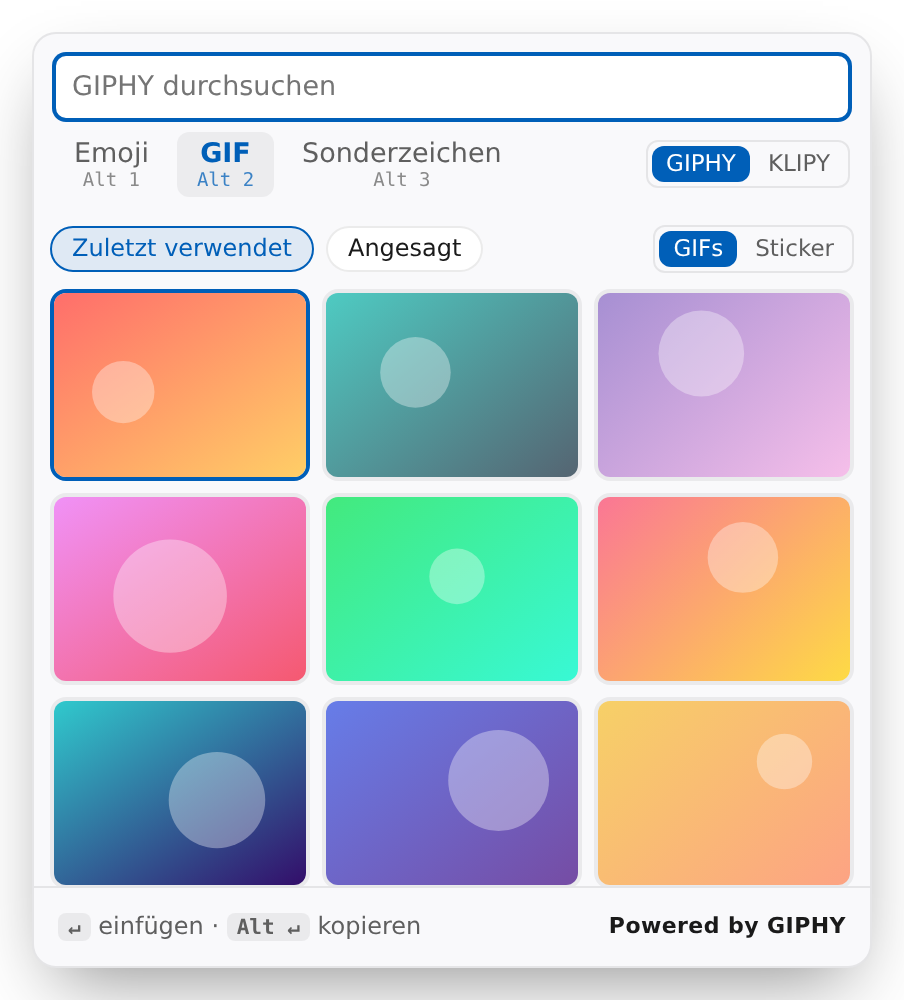 GIPHY durchsuchen
Emoji GIF Sonderzeichen GIPHY KLIPY
Alt 1 Alt 2 Alt 3
Zuletzt verwendet Angesagt GIFs Sticker
↵ einfügen · Alt ↵ kopieren Powered by GIPHY